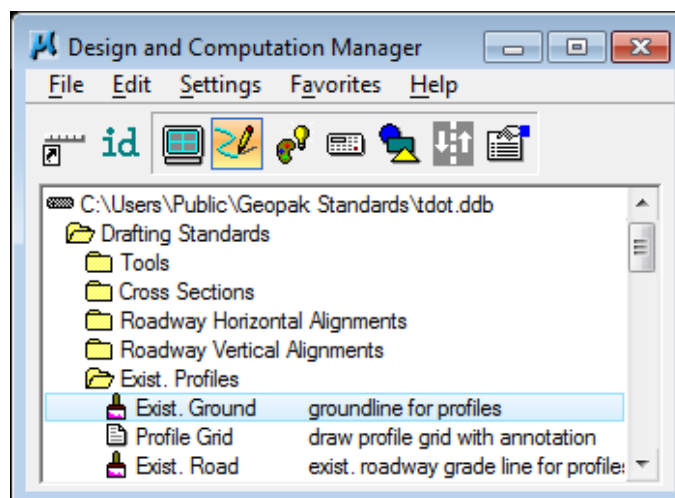 Design and Computation Manager
File Edit Settings Favorites Help
id
C:\Users\Public\Geopak Standards\tdot.ddb
Drafting Standards
Tools
Cross Sections
Roadway Horizontal Alignments
Roadway Vertical Alignments
Exist. Profiles
Exist. Ground groundline for profiles
Profile Grid draw profile grid with annotation
Exist. Road exist. roadway grade line for profiles